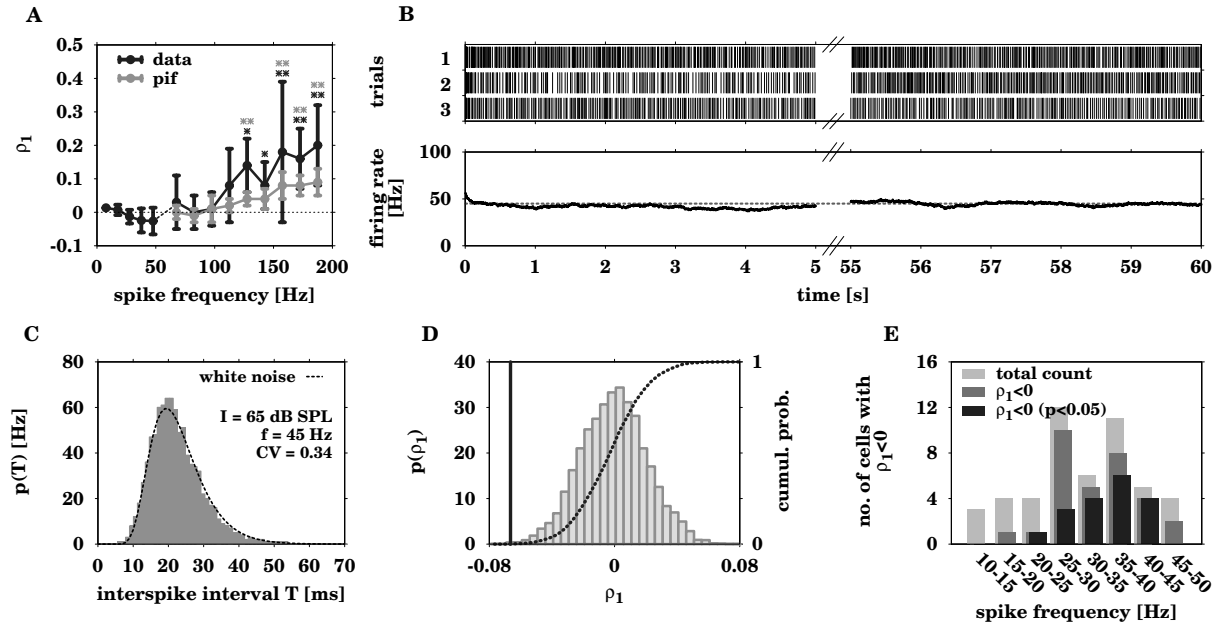 A
0.5
0.4
0.3
0.2
0.1
0
-0.1
ρ1
data
pif
** ** ** **
** * * ** ** **
0 50 100 150 200
spike frequency [Hz]
B
trials
1
2
3
100
50
0
firing rate
[Hz]
0 1 2 3 4 5 55 56 57 58 59 60
time [s]
C
80
60
40
20
0
p(T) [Hz]
white noise
I = 65 dB SPL
f = 45 Hz
CV = 0.34
0 10 20 30 40 50 60 70
interspike interval T [ms]
D
40
30
20
10
0
p(ρ1)
1
0
cumul. prob.
-0.08 0 0.08
ρ1
E
16
12
8
4
0
no. of cells with
ρ1<0
total count
ρ1<0
ρ1<0 (p<0.05)
10-15
15-20
20-25
25-30
30-35
35-40
40-45
45-50
spike frequency [Hz]